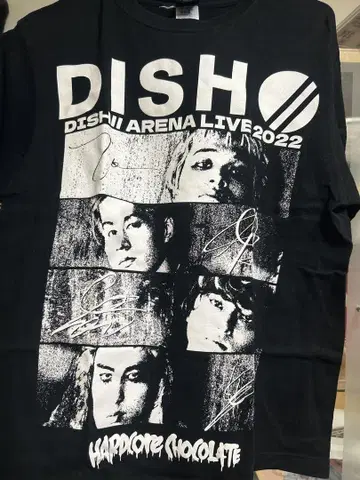 DISH
DISH// ARENA LIVE 2022
HARDCORE CHOCOLATE